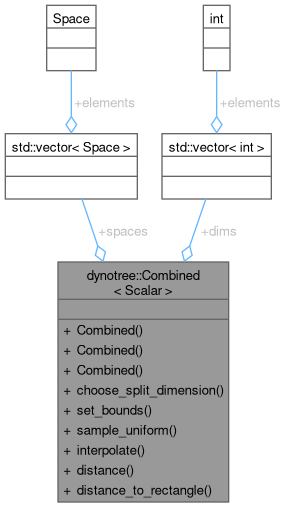 Space
int
+elements
+elements
std::vector< Space >
std::vector< int >
+spaces
+dims
dynotree::Combined
< Scalar >
+ Combined()
+ Combined()
+ Combined()
+ choose_split_dimension()
+ set_bounds()
+ sample_uniform()
+ interpolate()
+ distance()
+ distance_to_rectangle()